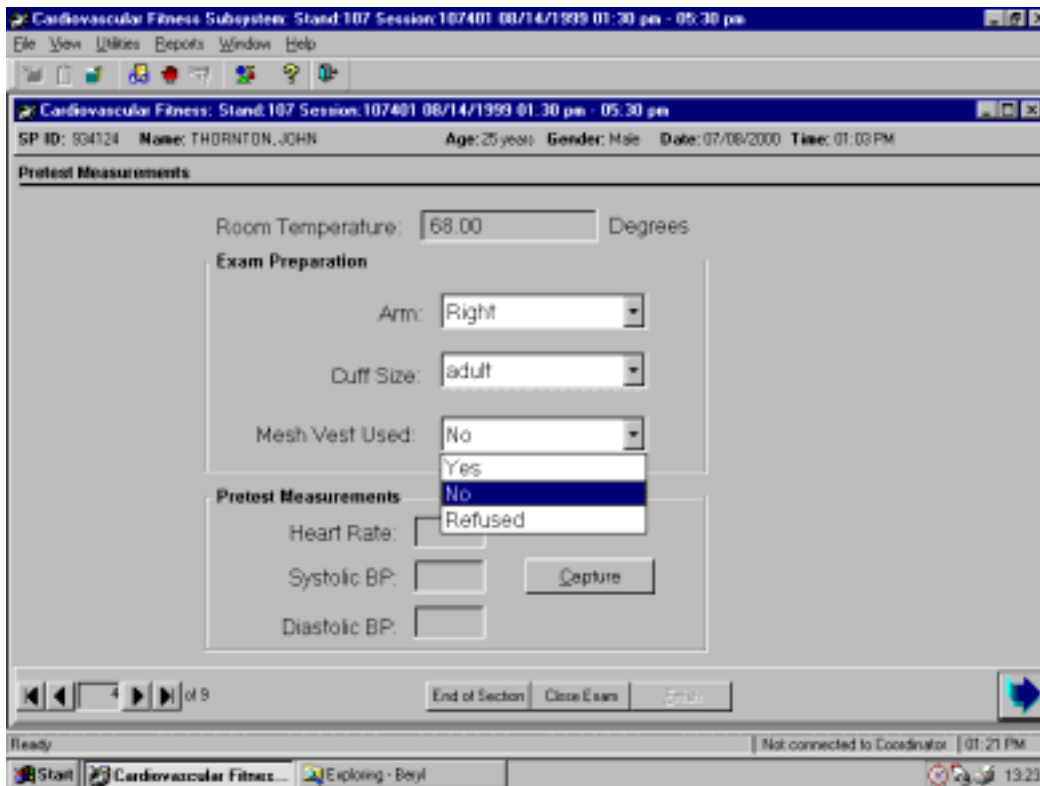 Cardiovascular Fitness Subsystem: Stand:107 Session:107401 08/14/1999 01:30 pm - 05:30 pm
File View Utilities Reports Window Help
Cardiovascular Fitness: Stand:107 Session:107401 08/14/1999 01:30 pm - 05:30 pm
SP ID: 934124 Name: THORNTON, JOHN Age: 25 years Gender: Male Date: 07/08/2000 Time: 01:03 PM
Pretest Measurements
Room Temperature: 68.00 Degrees
Exam Preparation
Arm: Right
Cuff Size: adult
Mesh Vest Used: No
Yes
No
Refused
Pretest Measurements
Heart Rate:
Systolic BP: Capture
Diastolic BP:
4 of 9 End of Section Close Exam Finish
Ready Not connected to Coordinator 01:21 PM
Start Cardiovascular Fitnes... Exploring - Beryl 13:23